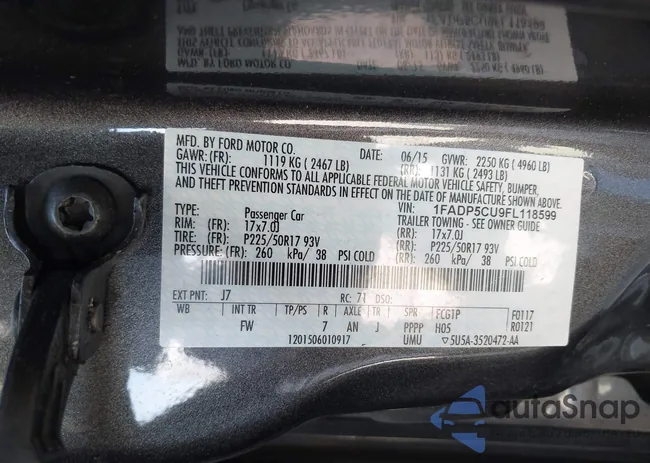 MFD. BY FORD MOTOR CO. DATE: 06/15 GVWR: 2250 KG ( 4960 LB)
GAWR: (FR): 1119 KG ( 2467 LB) (RR): 1131 KG ( 2493 LB)
THIS VEHICLE CONFORMS TO ALL APPLICABLE FEDERAL MOTOR VEHICLE SAFETY, BUMPER,
AND THEFT PREVENTION STANDARDS IN EFFECT ON THE DATE OF MANUFACTURE SHOWN ABOVE.
VIN: 1FADP5CU9FL118599
TYPE: Passenger Car TRAILER TOWING - SEE OWNER GUIDE
RIM: (FR): 17x7.0J (RR): 17x7.0J
TIRE: (FR): P225/50R17 93V (RR): P225/50R17 93V
PRESSURE: (FR): 260 kPa/ 38 PSI COLD (RR): 260 kPa/ 38 PSI COLD
EXT PNT: J7 RC: 71 DSO: FCG1P F0117
WB INT TR TP/PS R AXLE TR SPR H05 R0121
FW 7 AN J PPPP
1201506010917 UMU ▽5U5A-3520472-AA
autoSnap